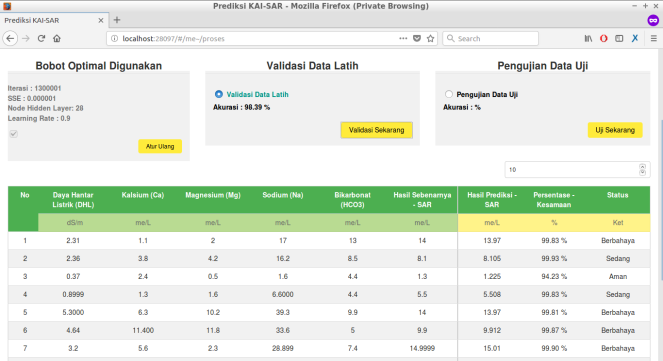 Prediksi KAI-SAR - Mozilla Firefox (Private Browsing)
Prediksi KAI-SAR
localhost:28097/#/me~/proses
Search
Bobot Optimal Digunakan
Iterasi : 1300001
SSE : 0.000001
Node Hidden Layer: 28
Learning Rate : 0.9
Atur Ulang
Validasi Data Latih
Validasi Data Latih
Akurasi : 98.39 %
Validasi Sekarang
Pengujian Data Uji
Pengujian Data Uji
Akurasi : %
Uji Sekarang
10
No Daya Hantar Listrik (DHL) Kalsium (Ca) Magnesium (Mg) Sodium (Na) Bikarbonat (HCO3) Hasil Sebenarnya - SAR Hasil Prediksi - SAR Persentase - Kesamaan Status
dS/m me/L me/L me/L me/L me/L me/L % Ket
1 2.31 1.1 2 17 13 14 13.97 99.83 % Berbahaya
2 2.36 3.8 4.2 16.2 8.5 8.1 8.105 99.93 % Sedang
3 0.37 2.4 0.5 1.6 4.4 1.3 1.225 94.23 % Aman
4 0.8999 1.3 1.6 6.6000 4.4 5.5 5.508 99.83 % Sedang
5 5.3000 6.3 10.2 39.3 9.9 14 13.97 99.81 % Berbahaya
6 4.64 11.400 11.8 33.6 5 9.9 9.912 99.87 % Berbahaya
7 3.2 5.6 2.3 28.899 7.4 14.9999 15.01 99.90 % Berbahaya